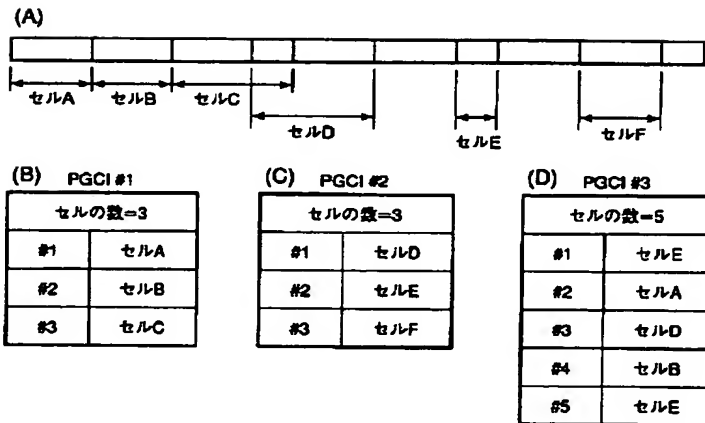 (A)
セルA
セルB
セルC
セルD
セルE
セルF
(B) PGCI #1
セルの数=3
#1 セルA
#2 セルB
#3 セルC
(C) PGCI #2
セルの数=3
#1 セルD
#2 セルE
#3 セルF
(D) PGCI #3
セルの数=5
#1 セルE
#2 セルA
#3 セルD
#4 セルB
#5 セルE